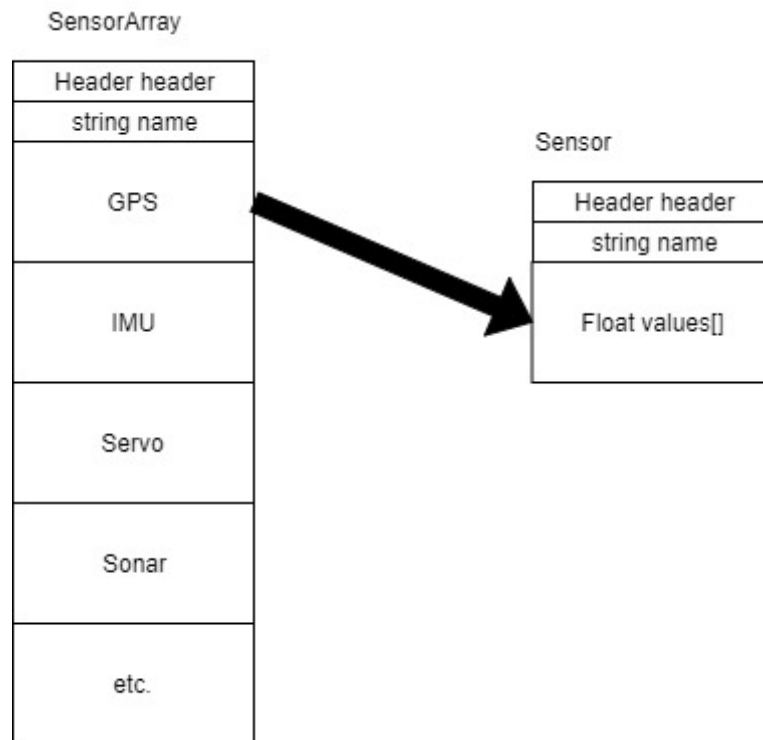 SensorArray
Header header
string name
GPS
IMU
Servo
Sonar
etc.
Sensor
Header header
string name
Float values[]